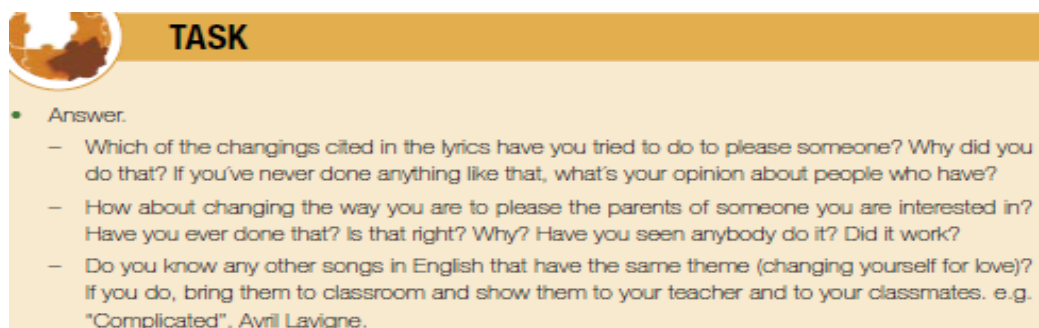 TASK
• Answer.
– Which of the changings cited in the lyrics have you tried to do to please someone? Why did you
do that? If you´ve never done anything like that, what´s your opinion about people who have?
– How about changing the way you are to please the parents of someone you are interested in?
Have you ever done that? Is that right? Why? Have you seen anybody do it? Did it work?
– Do you know any other songs in English that have the same theme (changing yourself for love)?
If you do, bring them to classroom and show them to your teacher and to your classmates. e.g.
"Complicated", Avril Lavigne.